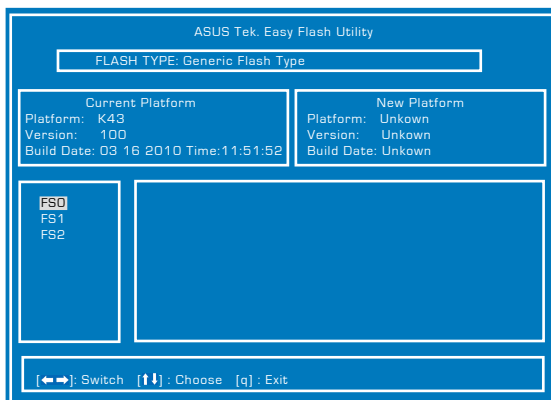 ASUS Tek. Easy Flash Utility
FLASH TYPE: Generic Flash Type
Current Platform
Platform: K43
Version: 100
Build Date: 03 16 2010 Time:11:51:52
New Platform
Platform: Unkown
Version: Unkown
Build Date: Unkown
FS0
FS1
FS2
[←→]: Switch [↑↓] : Choose [q] : Exit